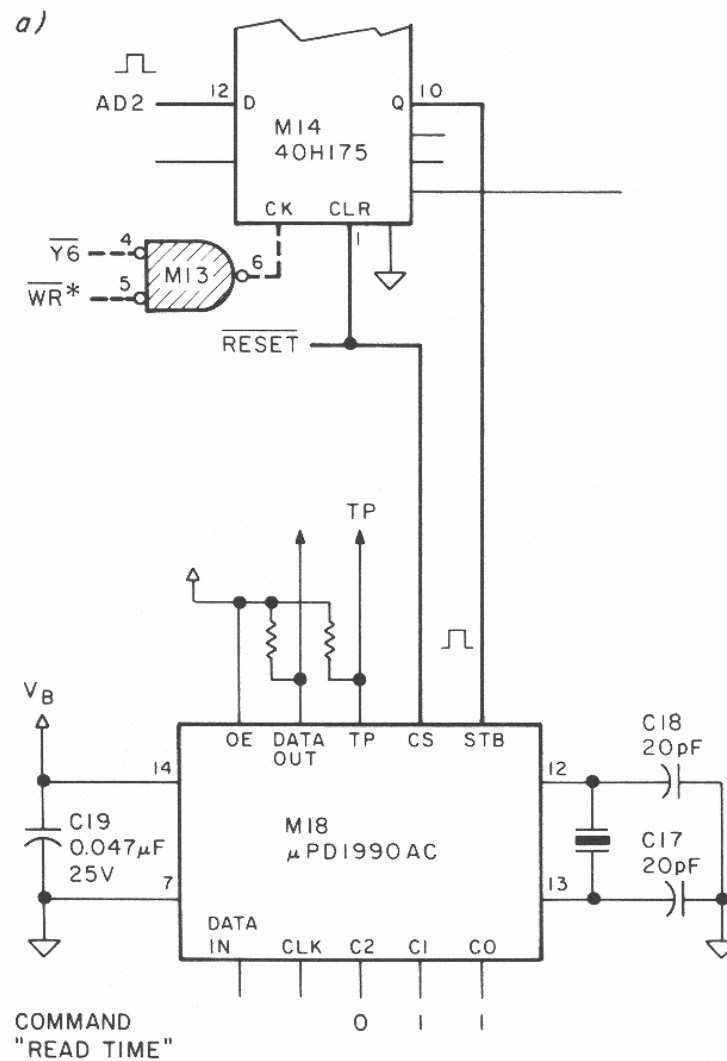 a)
12
10
AD2
D
Q
M14
40H175
CK
CLR
1
Y6
4
M13
6
WR*
5
RESET
TP
VB
OE
DATA OUT
TP
CS
STB
C18
20pF
14
12
C19
0.047μF
25V
M18
μPD1990AC
C17
20pF
7
13
DATA IN
CLK
C2
C1
C0
COMMAND
0
1
1
"READ TIME"